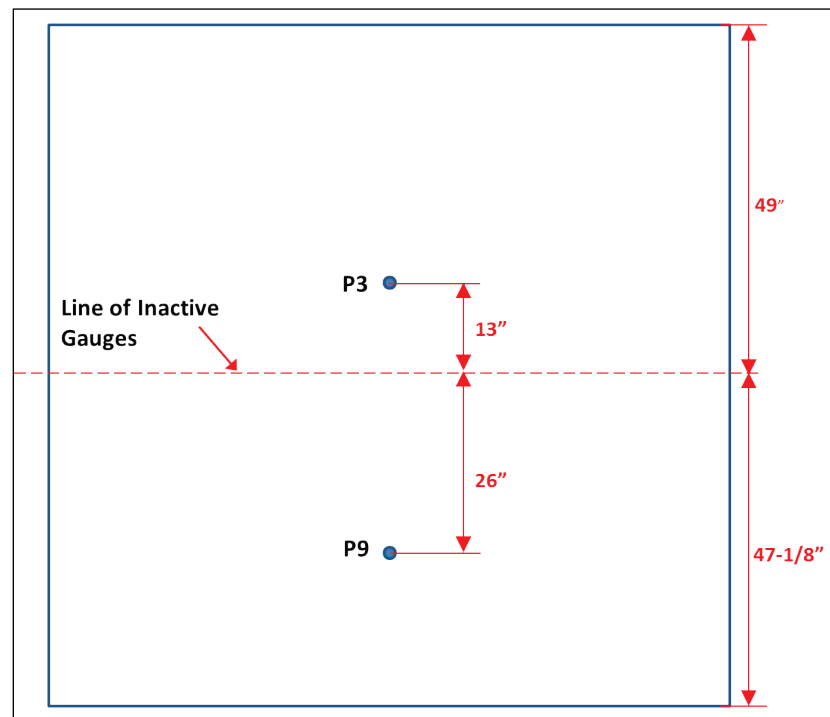 49”
P3
Line of Inactive
Gauges
13”
26”
P9
47-1/8”